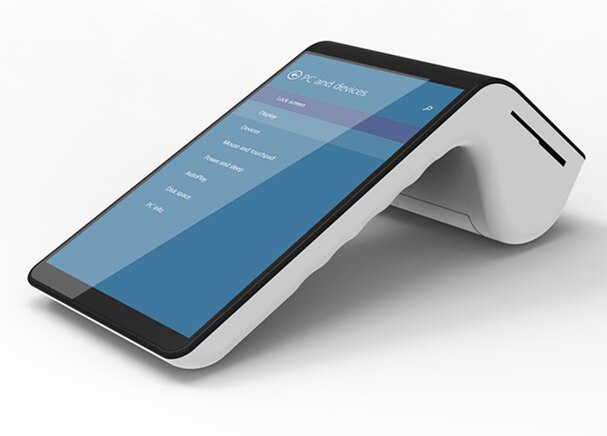 PC and devices
Lock screen
Display
Devices
Mouse and touchpad
Power and sleep
AutoPlay
Disk space
PC info